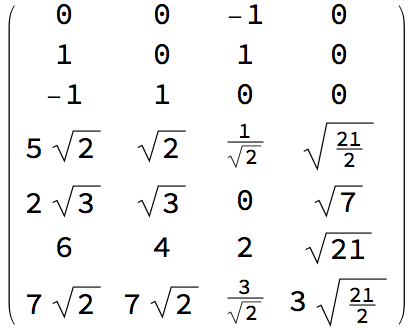 0 0 -1 0
1 0 1 0
-1 1 0 0
5 √2 √2 1/√2 √(21/2)
2 √3 √3 0 √7
6 4 2 √21
7 √2 7 √2 3/√2 3 √(21/2)